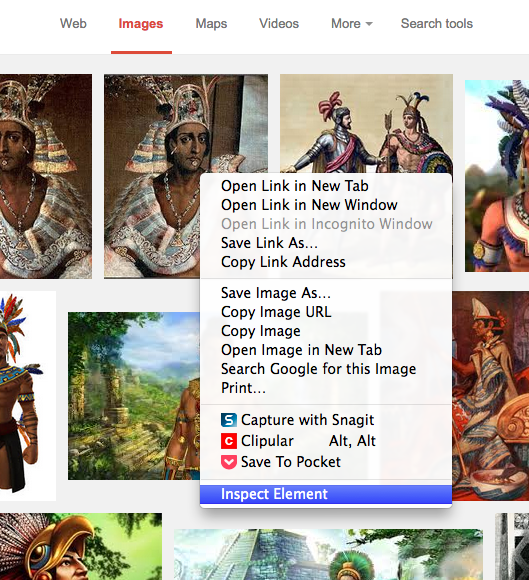 Web Images Maps Videos More Search tools
Open Link in New Tab
Open Link in New Window
Open Link in Incognito Window
Save Link As...
Copy Link Address
Save Image As...
Copy Image URL
Copy Image
Open Image in New Tab
Search Google for this Image
Print...
S Capture with Snagit
C Clipular Alt, Alt
Save To Pocket
Inspect Element